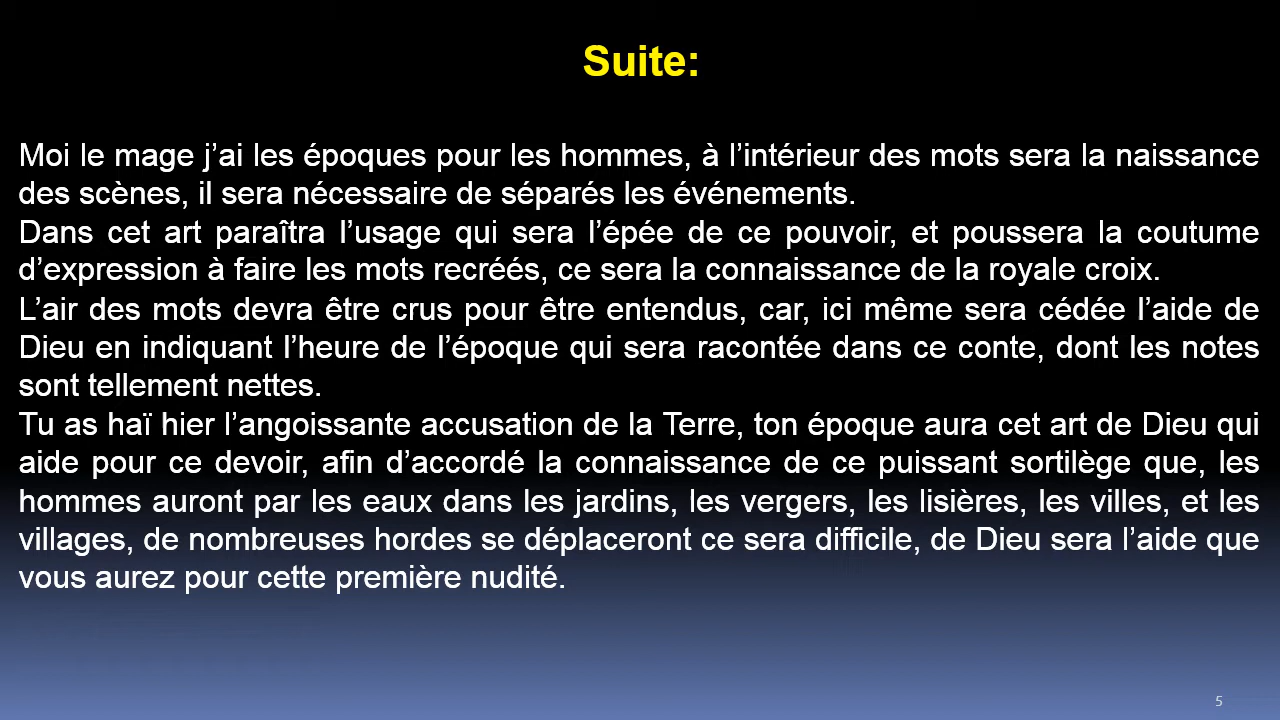 Suite:
Moi le mage j’ai les époques pour les hommes, à l’intérieur des mots sera la naissance
des scènes, il sera nécessaire de séparés les événements.
Dans cet art paraîtra l’usage qui sera l’épée de ce pouvoir, et poussera la coutume
d’expression à faire les mots recréés, ce sera la connaissance de la royale croix.
L’air des mots devra être crus pour être entendus, car, ici même sera cédée l’aide de
Dieu en indiquant l’heure de l’époque qui sera racontée dans ce conte, dont les notes
sont tellement nettes.
Tu as haï hier l’angoissante accusation de la Terre, ton époque aura cet art de Dieu qui
aide pour ce devoir, afin d’accordé la connaissance de ce puissant sortilège que, les
hommes auront par les eaux dans les jardins, les vergers, les lisières, les villes, et les
villages, de nombreuses hordes se déplaceront ce sera difficile, de Dieu sera l’aide que
vous aurez pour cette première nudité.
5